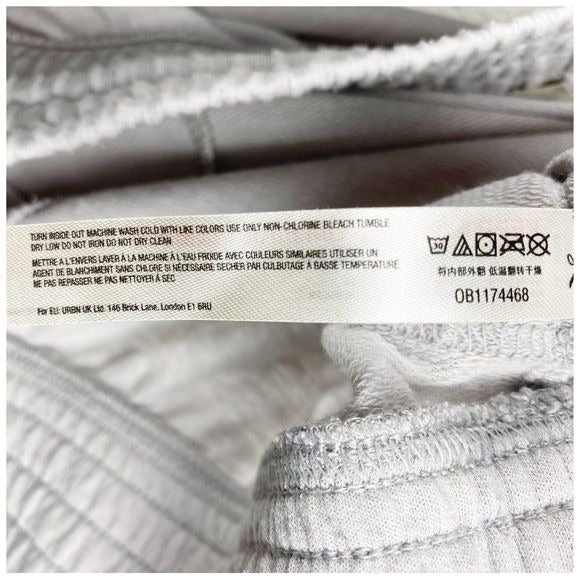 TURN INSIDE OUT MACHINE WASH COLD WITH LIKE COLORS USE ONLY NON-CHLORINE BLEACH TUMBLE
DRY LOW DO NOT IRON DO NOT DRY CLEAN
METTRE A L'ENVERS LAVER À LA MACHINE À L'EAU FROIDE AVEC COULEURS SIMILAIRES UTILISER UN
AGENT DE BLANCHIMENT SANS CHLORE SI NÉCESSAIRE SECHER PAR CULBUTAGE À BASSE TEMPERATURE
NE PAS REPASSER NE PAS NETTOYER À SEC
For EU: URBN UK Ltd. 146 Brick Lane, London E1 6RU
30
将内部外翻 低温翻转干燥
OB1174468